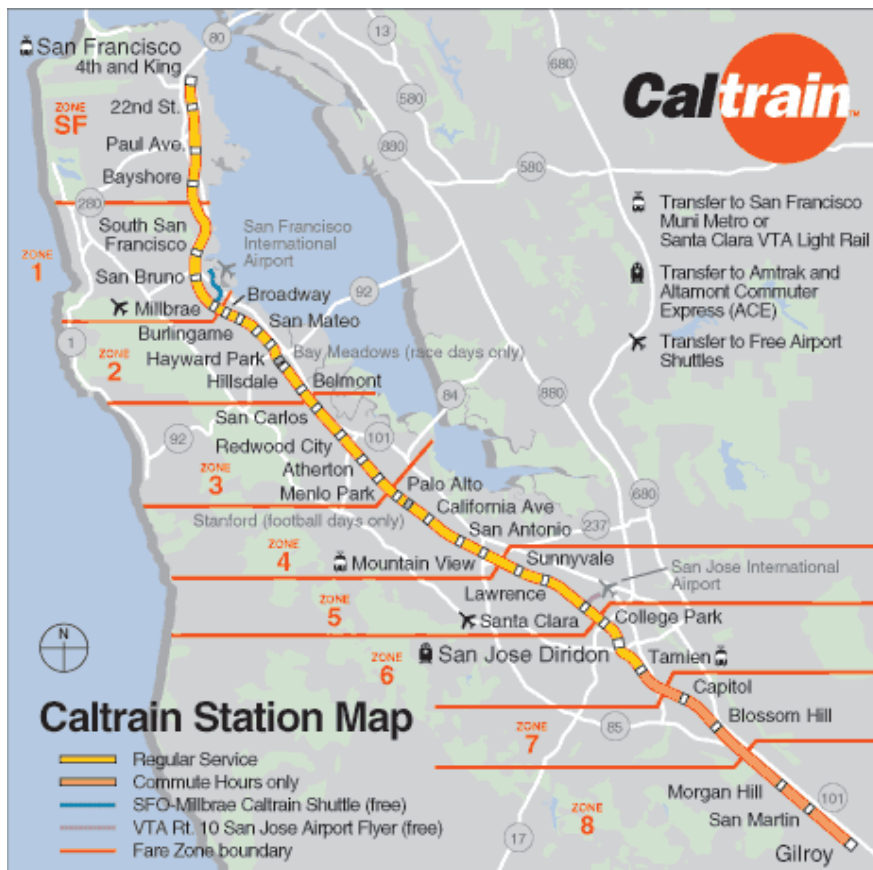 80
13
680
San Francisco
4th and King
580
Caltrain™
ZONE
SF
22nd St.
Paul Ave.
880
580
Bayshore
280
Transfer to San Francisco
Muni Metro or
Santa Clara VTA Light Rail
South San
Francisco
San Francisco
International
Airport
ZONE
1
San Bruno
Transfer to Amtrak and
Altamont Commuter
Express (ACE)
92
Millbrae
Broadway
1
Burlingame
San Mateo
Transfer to Free Airport
Shuttles
ZONE
2
Hayward Park
Bay Meadows (race days only)
Hillsdale
Belmont
84
880
San Carlos
92
101
Redwood City
ZONE
3
Atherton
Menlo Park
Palo Alto
680
California Ave
Stanford (football days only)
San Antonio
237
ZONE
4
Mountain View
Sunnyvale
San Jose International
Airport
Lawrence
ZONE
5
Santa Clara
College Park
N
ZONE
6
San Jose Diridon
Tamien
Capitol
Caltrain Station Map
ZONE
7
85
Blossom Hill
Regular Service
Commute Hours only
SFO-Millbrae Caltrain Shuttle (free)
VTA Rt. 10 San Jose Airport Flyer (free)
Fare Zone boundary
ZONE
8
Morgan Hill
101
San Martin
17
Gilroy